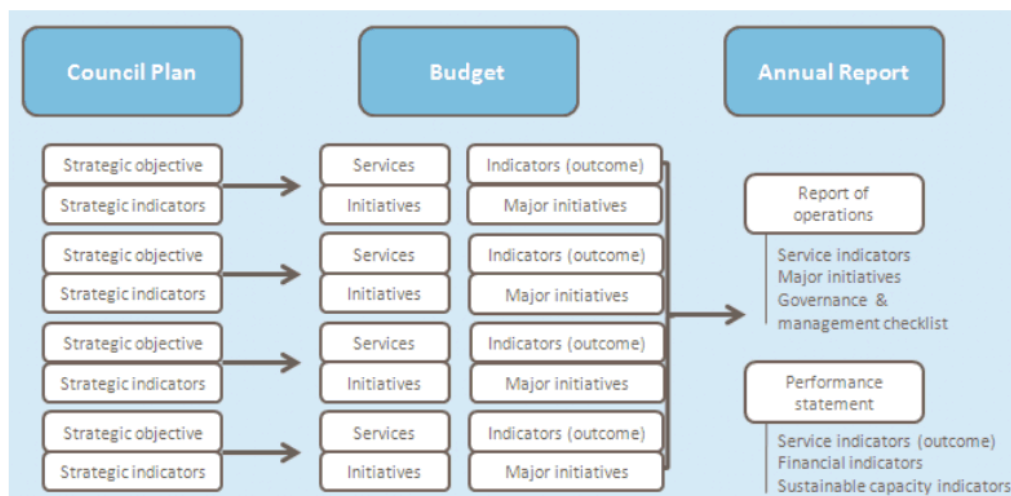 Council Plan
Budget
Annual Report
Strategic objective
Strategic indicators
Services
Initiatives
Indicators (outcome)
Major initiatives
Strategic objective
Strategic indicators
Services
Initiatives
Indicators (outcome)
Major initiatives
Strategic objective
Strategic indicators
Services
Initiatives
Indicators (outcome)
Major initiatives
Strategic objective
Strategic indicators
Services
Initiatives
Indicators (outcome)
Major initiatives
Report of
operations
Service indicators
Major initiatives
Governance &
management checklist
Performance
statement
Service indicators (outcome)
Financial indicators
Sustainable capacity indicators